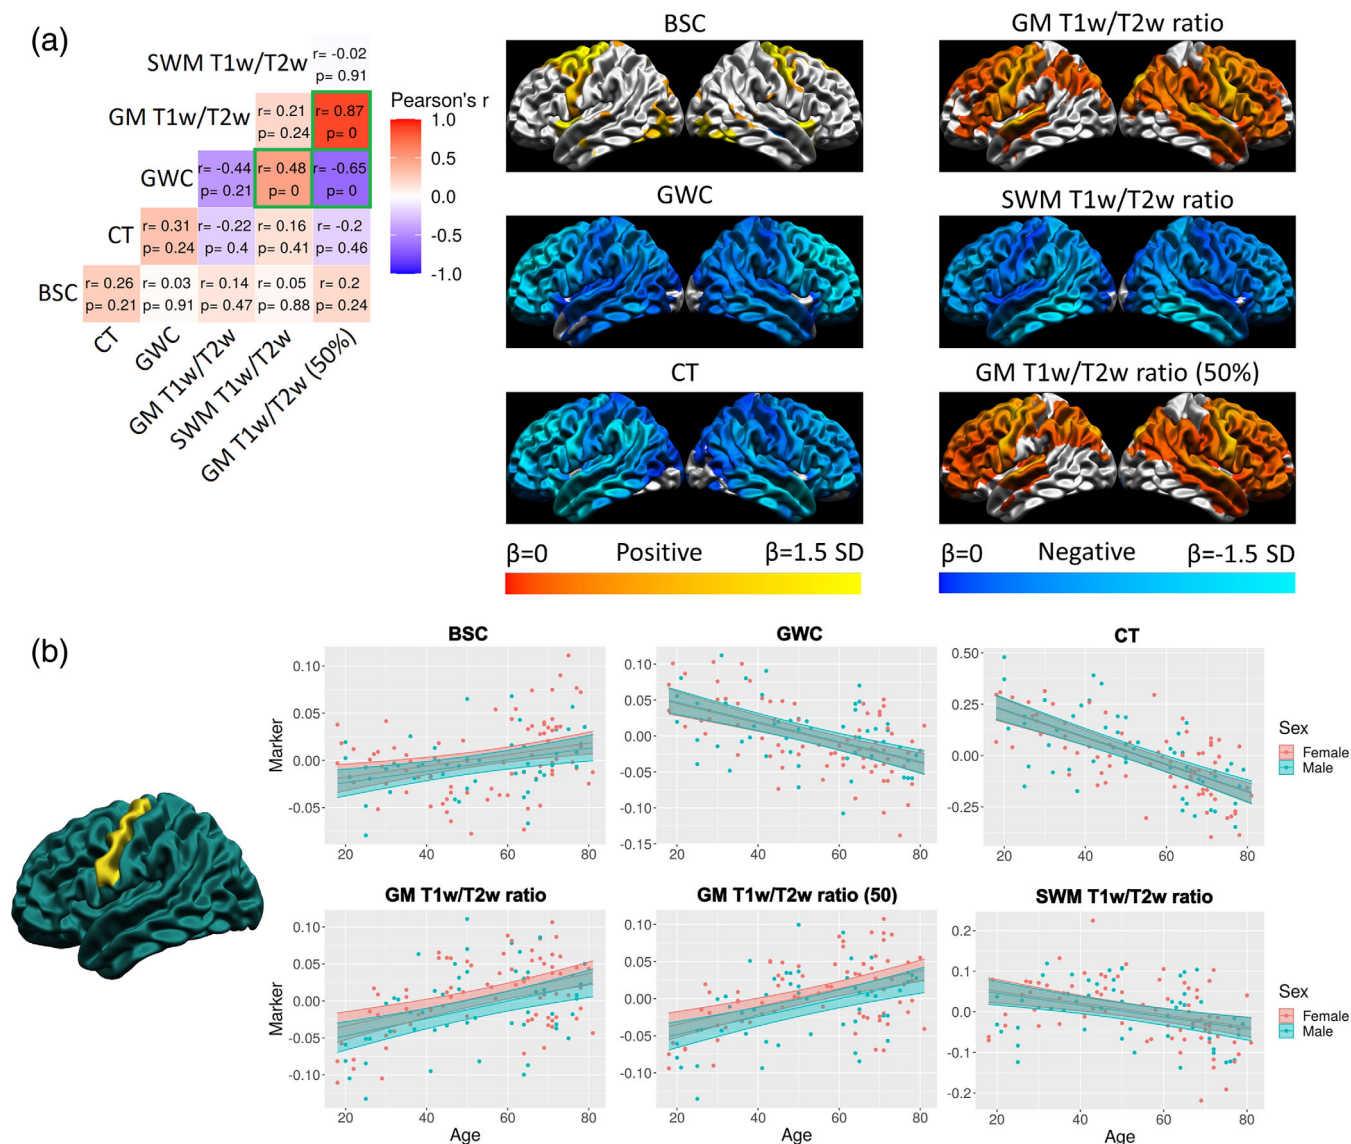 (a)
SWM T1w/T2w
r= -0.02
p= 0.91
GM T1w/T2w
r= 0.21
r= 0.87
p= 0.24
p= 0
GWC
r= -0.44
r= 0.48
r= -0.65
p= 0.21
p= 0
p= 0
CT
r= 0.31
r= -0.22
r= 0.16
r= -0.2
p= 0.24
p= 0.4
p= 0.41
p= 0.46
BSC
r= 0.26
r= 0.03
r= 0.14
r= 0.05
r= 0.2
p= 0.21
p= 0.91
p= 0.47
p= 0.88
p= 0.24
CT
GWC
GM T1w/T2w
SWM T1w/T2w
GM T1w/T2w (50%)
Pearson's r
1.0
0.5
0.0
-0.5
-1.0
BSC
GM T1w/T2w ratio
GWC
SWM T1w/T2w ratio
CT
GM T1w/T2w ratio (50%)
β=0 Positive β=1.5 SD
β=0 Negative β=-1.5 SD
(b)
BSC
Marker
0.10
0.05
0.00
-0.05
20 40 60 80
GWC
0.10
0.05
0.00
-0.05
-0.10
-0.15
20 40 60 80
CT
0.50
0.25
0.00
-0.25
20 40 60 80
Sex
Female
Male
GM T1w/T2w ratio
Marker
0.10
0.05
0.00
-0.05
-0.10
20 40 60 80
Age
GM T1w/T2w ratio (50)
0.10
0.05
0.00
-0.05
-0.10
20 40 60 80
Age
SWM T1w/T2w ratio
0.2
0.1
0.0
-0.1
-0.2
20 40 60 80
Age
Sex
Female
Male